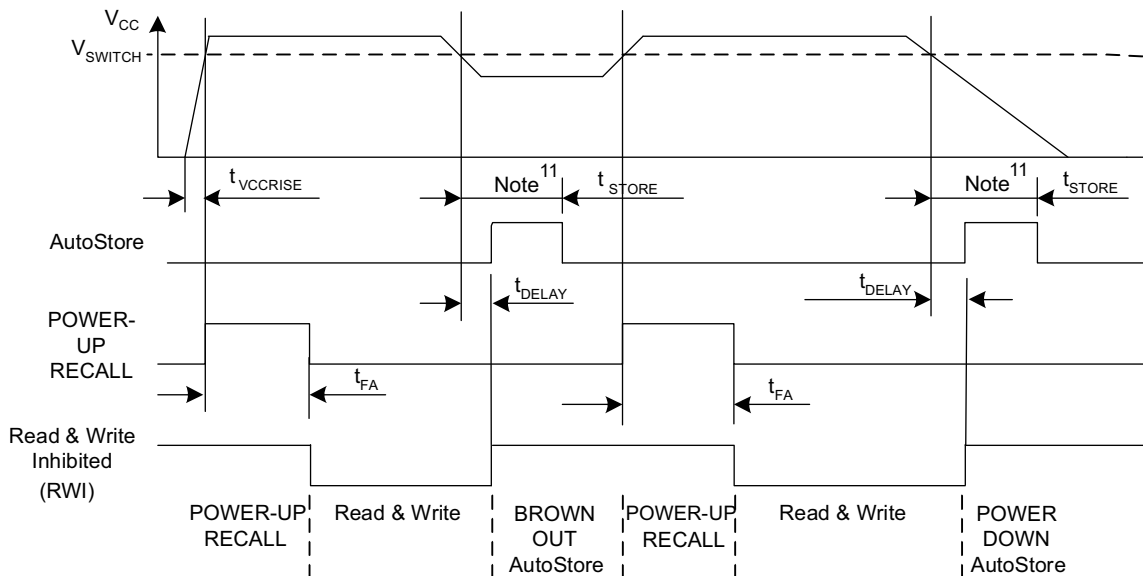 VCC
VSWITCH
tVCCRISE
Note11
tSTORE
Note11
tSTORE
AutoStore
tDELAY
tDELAY
POWER-
UP
RECALL
tFA
tFA
Read & Write
Inhibited
(RWI)
POWER-UP
RECALL
Read & Write
BROWN
OUT
AutoStore
POWER-UP
RECALL
Read & Write
POWER
DOWN
AutoStore